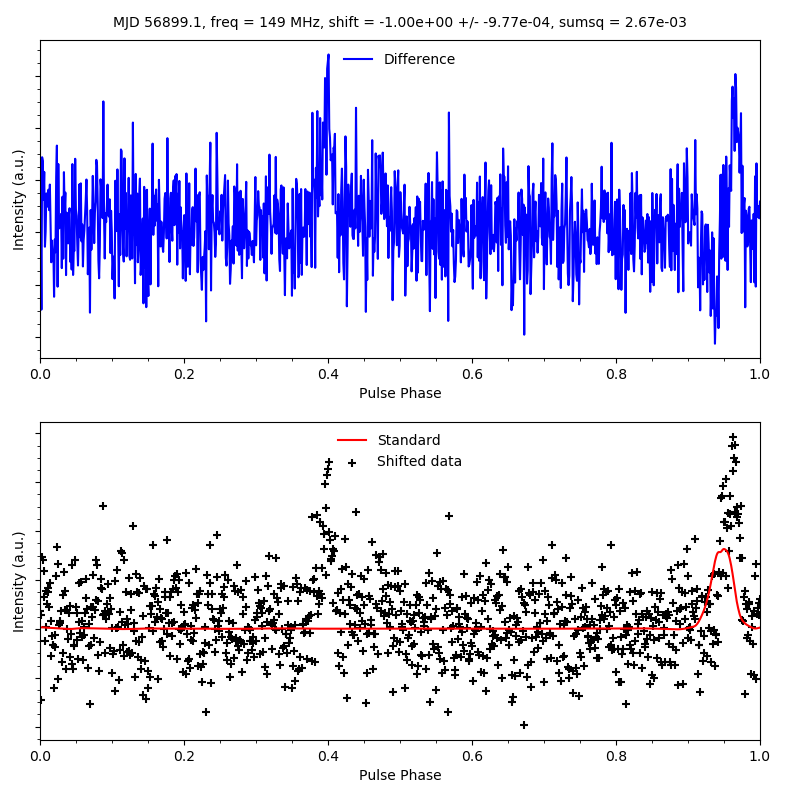 MJD 56899.1, freq = 149 MHz, shift = -1.00e+00 +/- -9.77e-04, sumsq = 2.67e-03
Difference
Intensity (a.u.)
0.0 0.2 0.4 0.6 0.8 1.0
Pulse Phase
Standard
Shifted data
Intensity (a.u.)
0.0 0.2 0.4 0.6 0.8 1.0
Pulse Phase